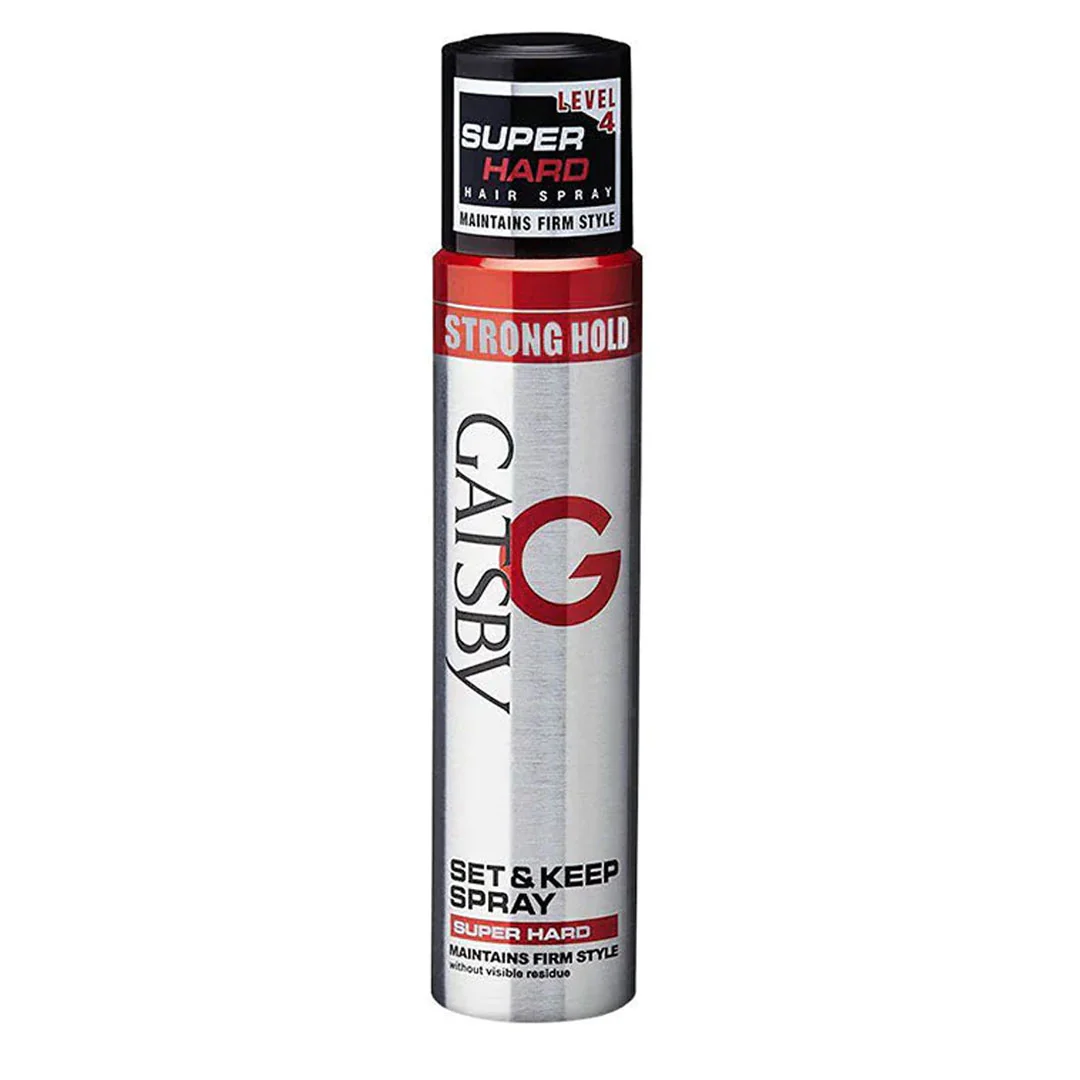 LEVEL
4
SUPER
HARD
HAIR SPRAY
MAINTAINS FIRM STYLE
STRONG HOLD
GATSBY
G
SET & KEEP
SPRAY
SUPER HARD
MAINTAINS FIRM STYLE
without visible residue